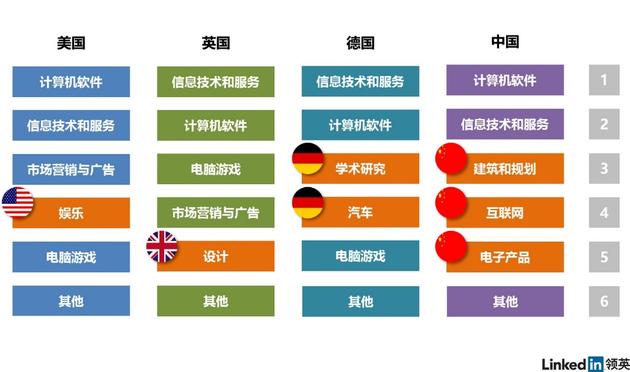 美国 英国 德国 中国
计算机软件 信息技术和服务 信息技术和服务 计算机软件 1
信息技术和服务 计算机软件 计算机软件 信息技术和服务 2
市场营销与广告 电脑游戏 学术研究 建筑和规划 3
娱乐 市场营销与广告 汽车 互联网 4
电脑游戏 设计 电脑游戏 电子产品 5
其他 其他 其他 其他 6
Linked in 领英